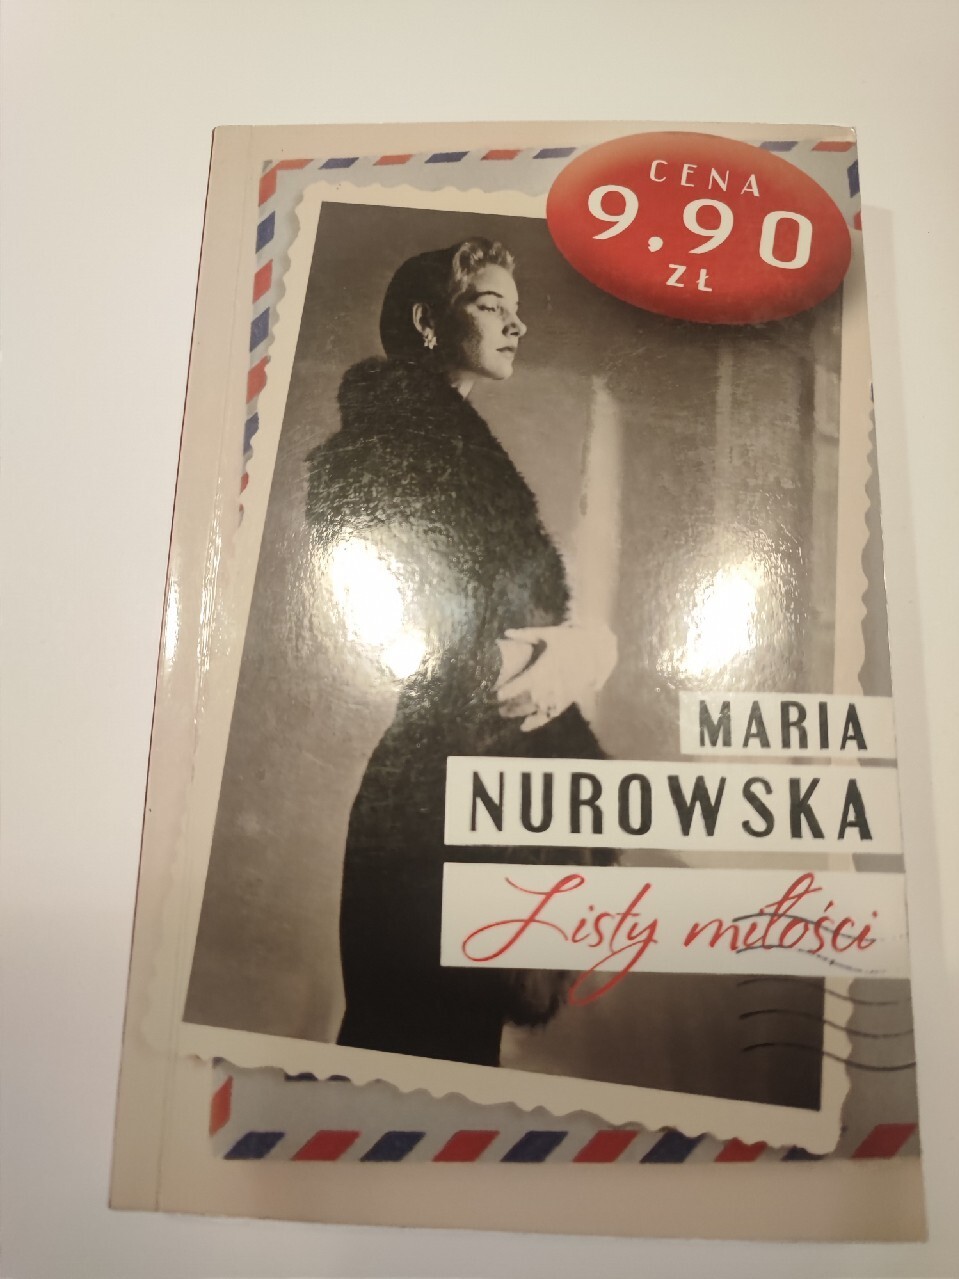 CENA
9,90
ZŁ
MARIA
NUROWSKA
Listy miłości